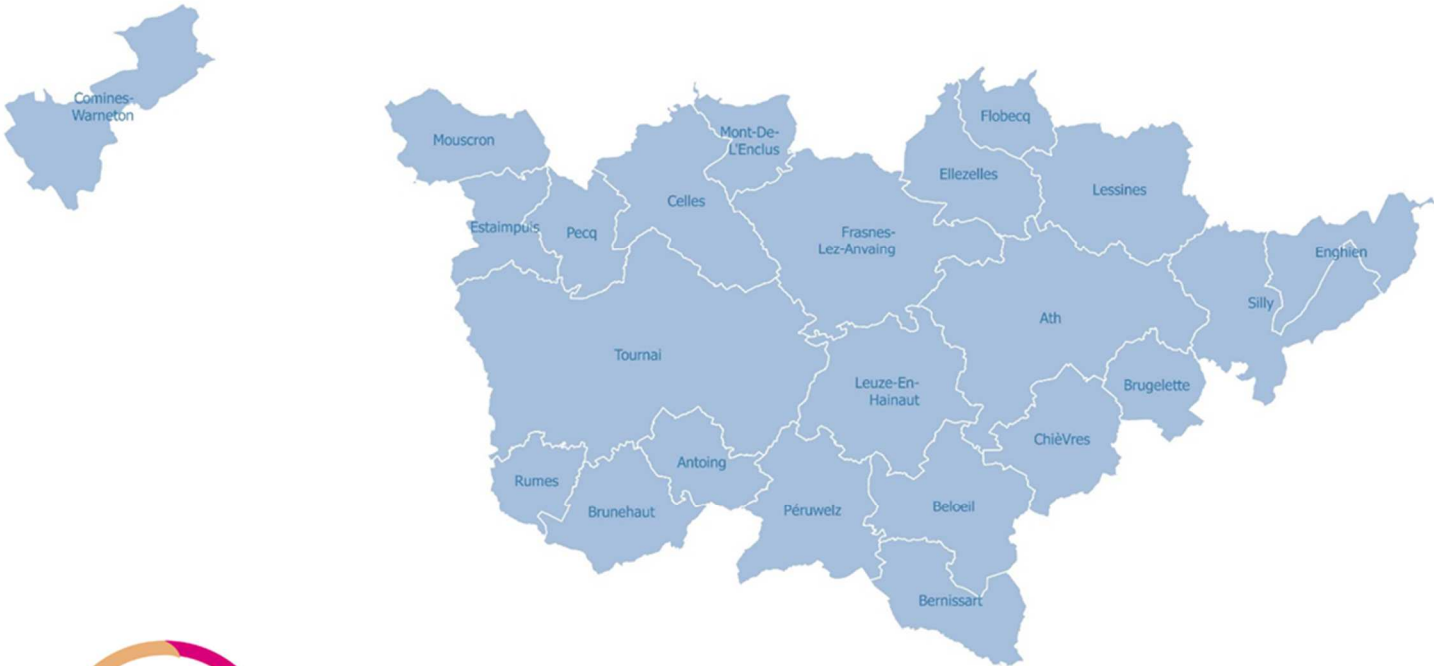 Comines-
Warneton
Mouscron
Mont-De-
L'Enclus
Flobecq
Ellezelles
Lessines
Celles
Estaimpuis
Pecq
Frasnes-
Lez-Anvaing
Enghien
Silly
Ath
Tournai
Leuze-En-
Hainaut
Brugelette
ChièVres
Antoing
Rumes
Brunehaut
Péruwelz
Beloeil
Bernissart